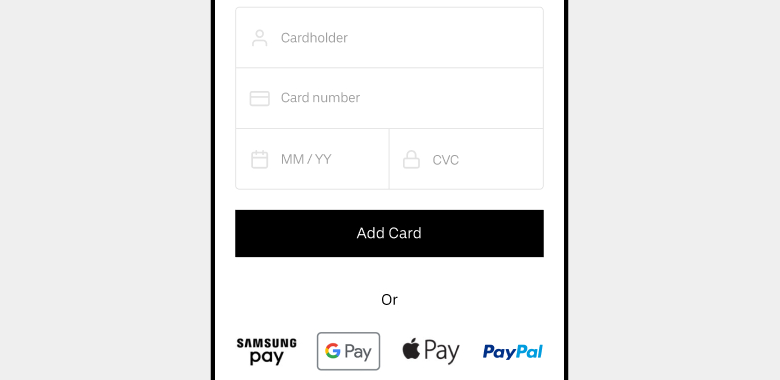 Cardholder
Card number
MM / YY
CVC
Add Card
Or
SAMSUNG
pay
G Pay
Pay
PayPal